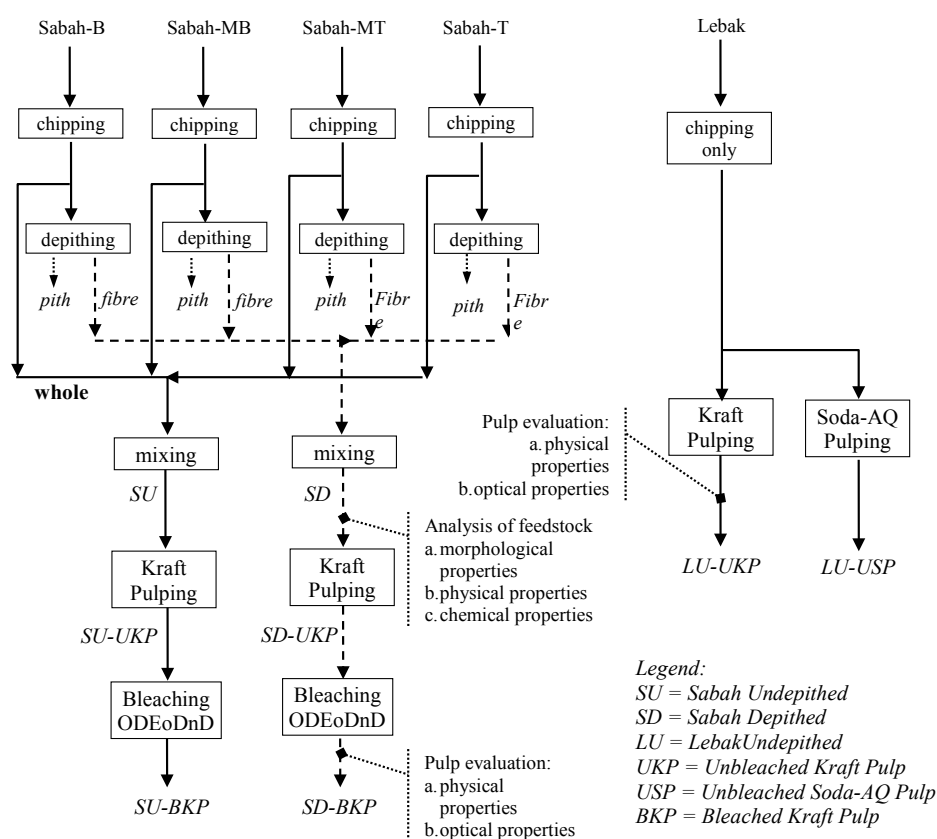 Sabah-B
Sabah-MB
Sabah-MT
Sabah-T
Lebak
chipping
chipping
chipping
chipping
chipping
only
depithing
depithing
depithing
depithing
pith
fibre
pith
fibre
pith
Fibr
e
pith
Fibr
e
whole
mixing
mixing
SU
SD
Kraft
Pulping
Kraft
Pulping
SU-UKP
SD-UKP
Bleaching
ODEoDnD
Bleaching
ODEoDnD
SU-BKP
SD-BKP
Analysis of feedstock
a. morphological
properties
b. physical properties
c. chemical properties
Pulp evaluation:
a. physical
properties
b. optical properties
Pulp evaluation:
a. physical
properties
b. optical properties
Kraft
Pulping
Soda-AQ
Pulping
LU-UKP
LU-USP
Legend:
SU = Sabah Undepithed
SD = Sabah Depithed
LU = LebakUndepithed
UKP = Unbleached Kraft Pulp
USP = Unbleached Soda-AQ Pulp
BKP = Bleached Kraft Pulp